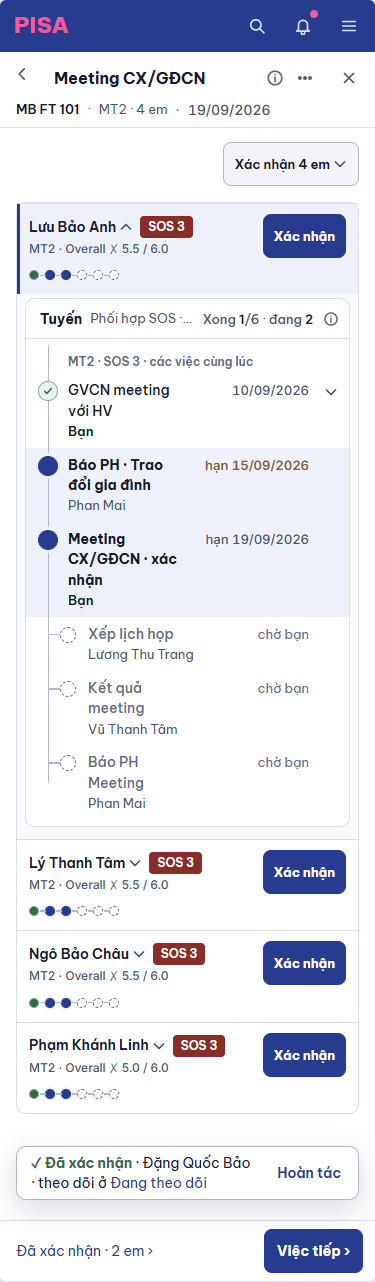 PISA
Meeting CX/GĐCN
MB FT 101 · MT2 · 4 em · 19/09/2026
Xác nhận 4 em
Lưu Bảo Anh SOS 3 Xác nhận
MT2 · Overall ✗ 5.5 / 6.0
Tuyến Phối hợp SOS ·... Xong 1/6 · đang 2
MT2 · SOS 3 · các việc cùng lúc
GVCN meeting 10/09/2026
với HV
Bạn
Báo PH · Trao hạn 15/09/2026
đổi gia đình
Phan Mai
Meeting hạn 19/09/2026
CX/GĐCN · xác
nhận
Bạn
Xếp lịch họp chờ bạn
Lương Thu Trang
Kết quả chờ bạn
meeting
Vũ Thanh Tâm
Báo PH chờ bạn
Meeting
Phan Mai
Lý Thanh Tâm SOS 3 Xác nhận
MT2 · Overall ✗ 5.5 / 6.0
Ngô Bảo Châu SOS 3 Xác nhận
MT2 · Overall ✗ 5.5 / 6.0
Phạm Khánh Linh SOS 3 Xác nhận
MT2 · Overall ✗ 5.0 / 6.0
✓ Đã xác nhận · Đặng Quốc Bảo Hoàn tác
· theo dõi ở Đang theo dõi
Đã xác nhận · 2 em › Việc tiếp ›